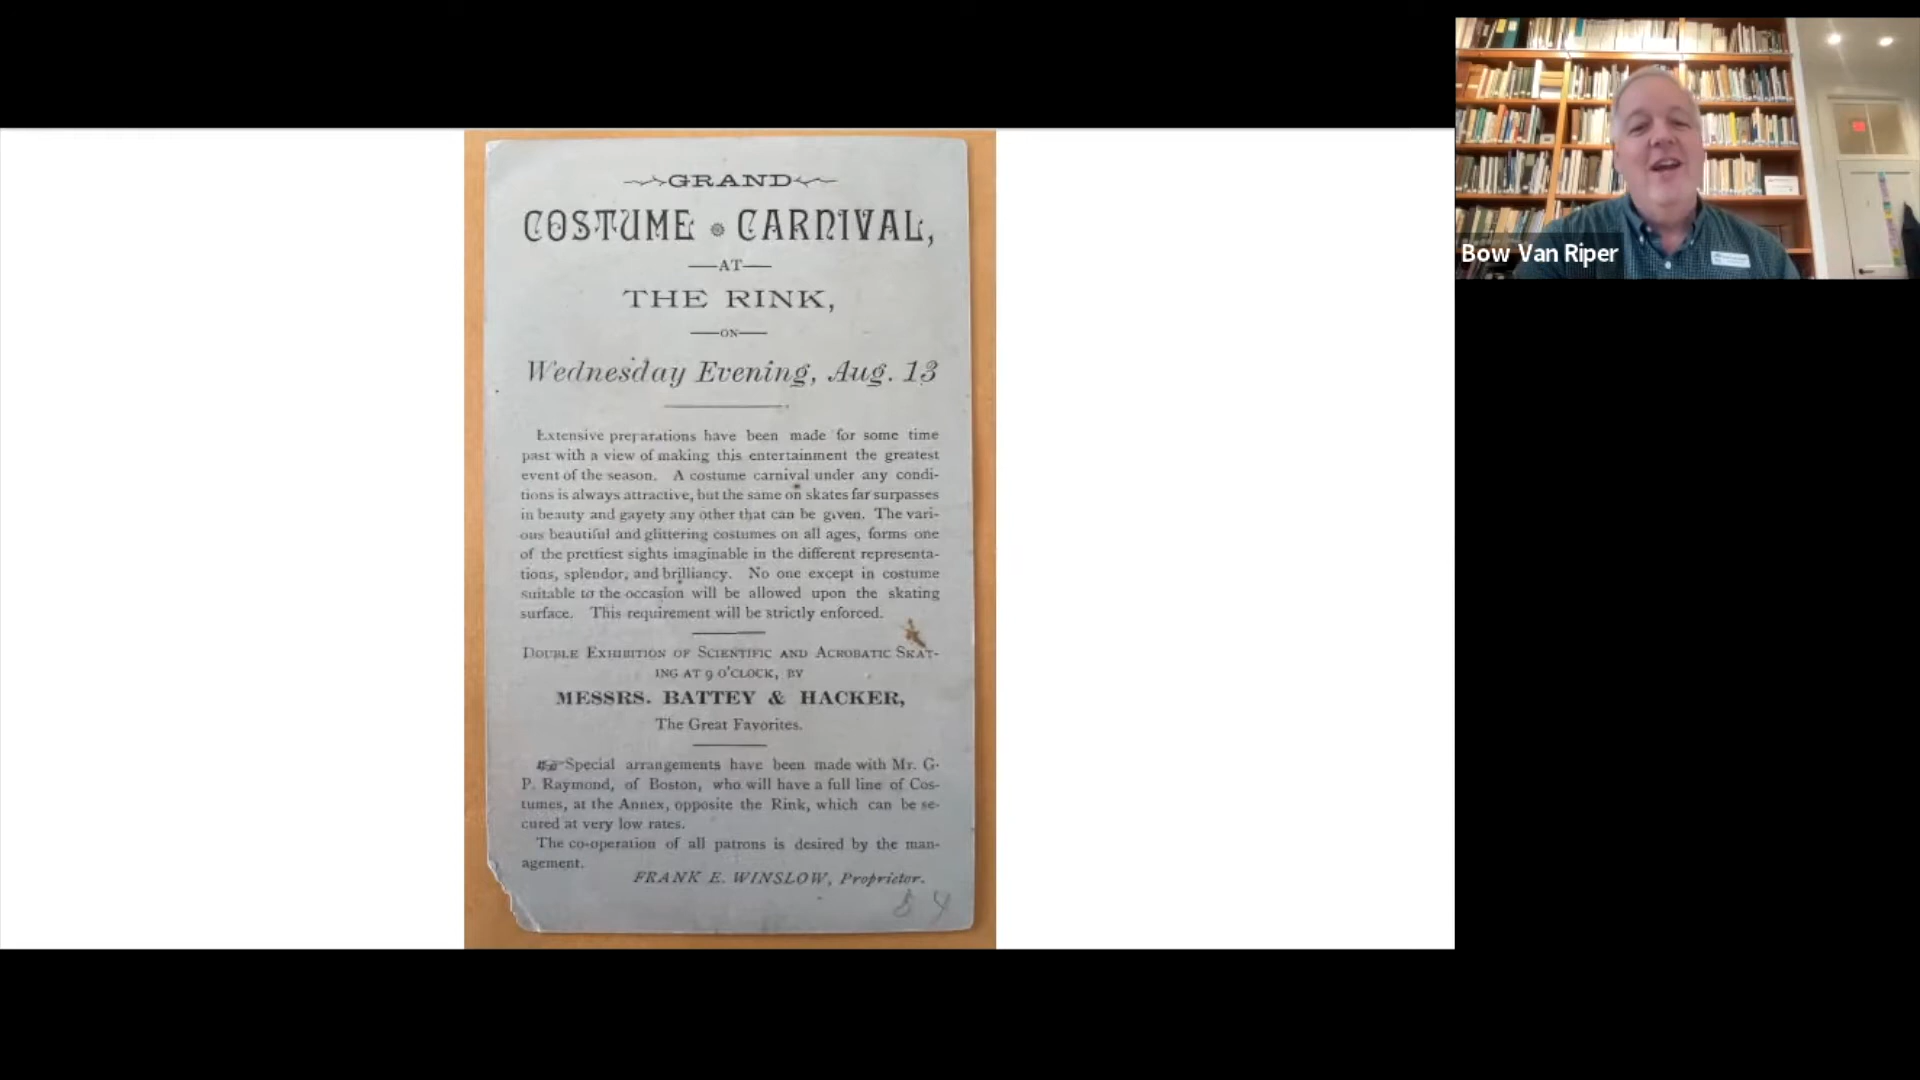 GRAND
COSTUME CARNIVAL,
AT
THE RINK,
ON
Wednesday Evening, Aug. 13
Extensive preparations have been made for some time
past with a view of making this entertainment the greatest
event of the season. A costume carnival under any condi-
tions is always attractive, but the same on skates far surpasses
in beauty and gayety any other that can be given. The vari-
ous beautiful and glittering costumes on all ages, forms one
of the prettiest sights imaginable in the different representa-
tions, splendor, and brilliancy. No one except in costume
suitable to the occasion will be allowed upon the skating
surface. This requirement will be strictly enforced.
DOUBLE EXHIBITION OF SCIENTIFIC AND ACROBATIC SKAT-
ING AT 9 O'CLOCK, BY
MESSRS. BATTEY & HACKER,
The Great Favorites.
☞Special arrangements have been made with Mr. G.
P. Raymond, of Boston, who will have a full line of Cos-
tumes, at the Annex, opposite the Rink, which can be se-
cured at very low rates.
The co-operation of all patrons is desired by the man-
agement.
FRANK E. WINSLOW, Proprietor.
Bow Van Riper